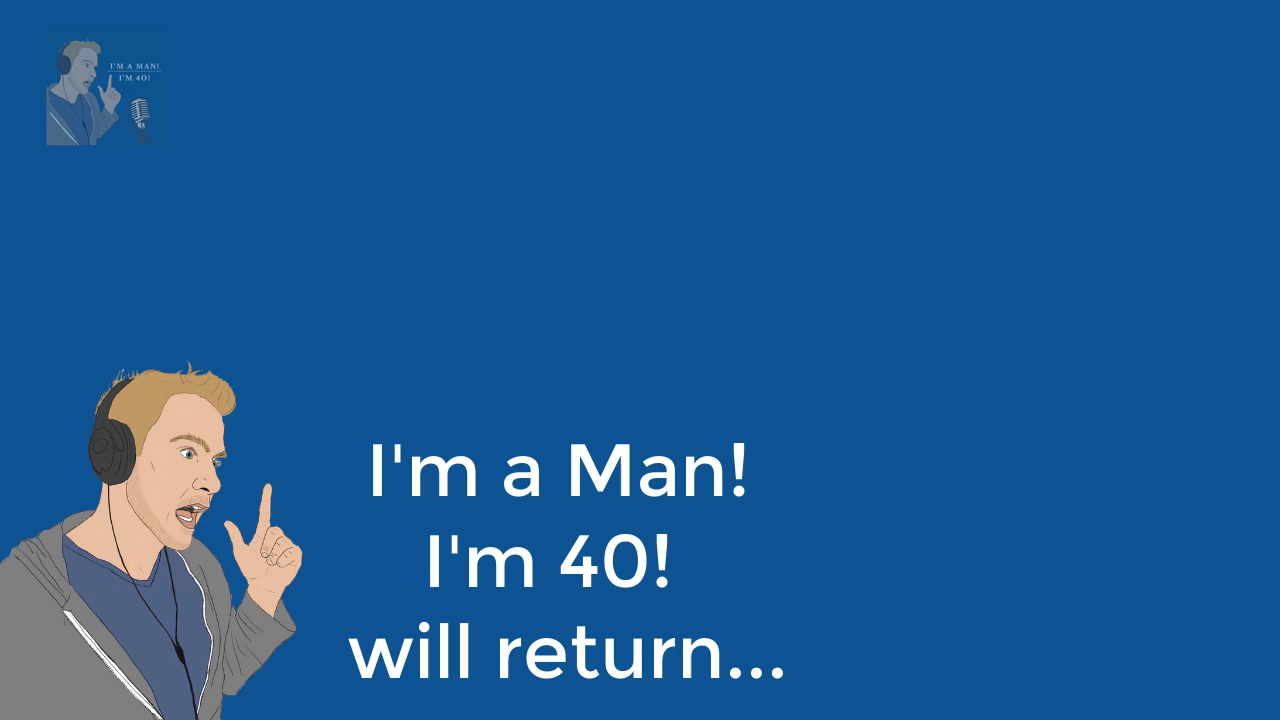 I'M A MAN!
I'M 40!
I'm a Man!
I'm 40!
will return...